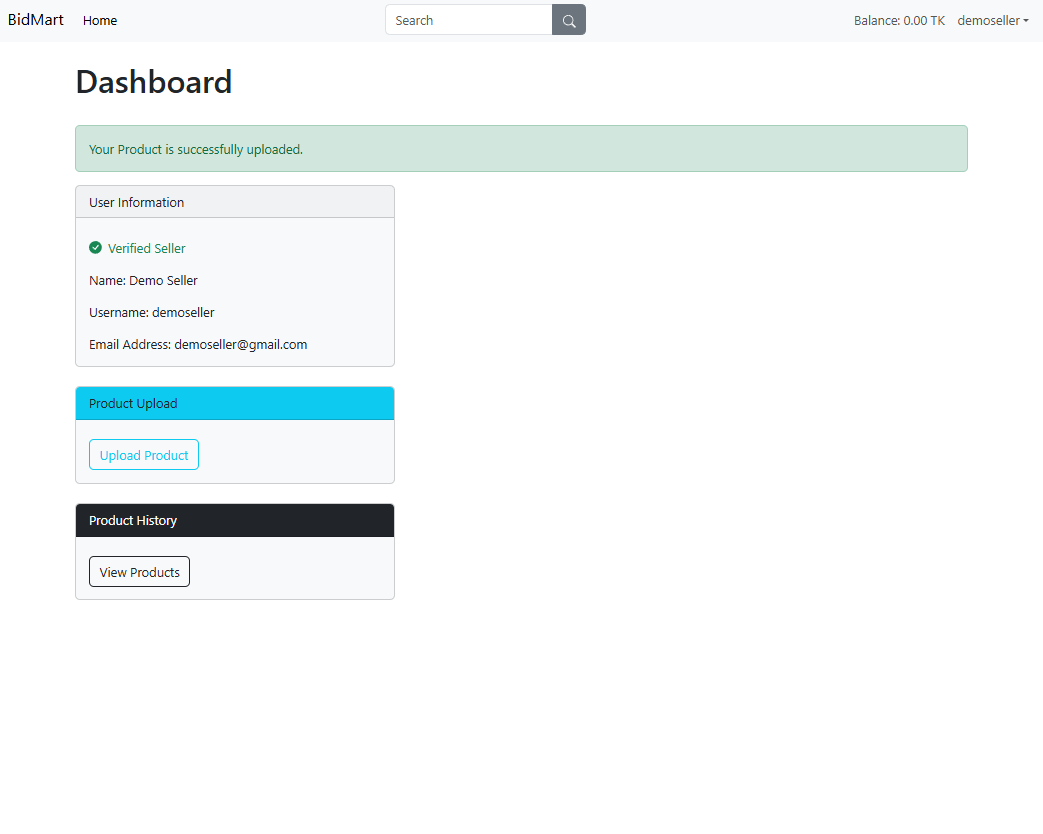 BidMart Home Search Balance: 0.00 TK demoseller
Dashboard
Your Product is successfully uploaded.
User Information
Verified Seller
Name: Demo Seller
Username: demoseller
Email Address: demoseller@gmail.com
Product Upload
Upload Product
Product History
View Products